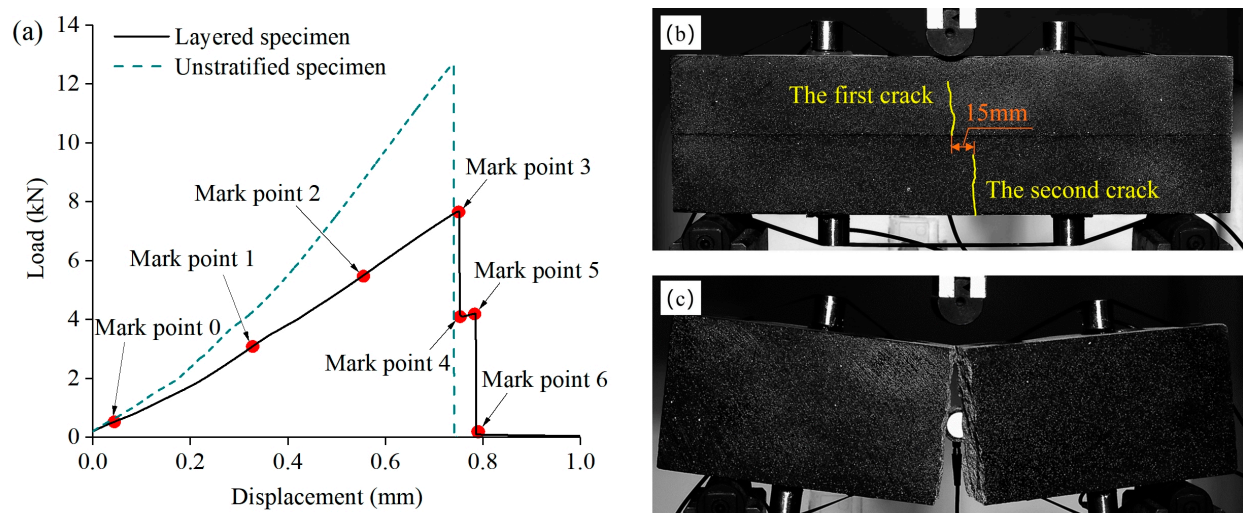 (a)
14
12
10
8
6
4
2
0
Load (kN)
Layered specimen
Unstratified specimen
Mark point 0
Mark point 1
Mark point 2
Mark point 3
Mark point 4
Mark point 5
Mark point 6
0.0 0.2 0.4 0.6 0.8 1.0
Displacement (mm)
(b)
The first crack
15mm
The second crack
(c)